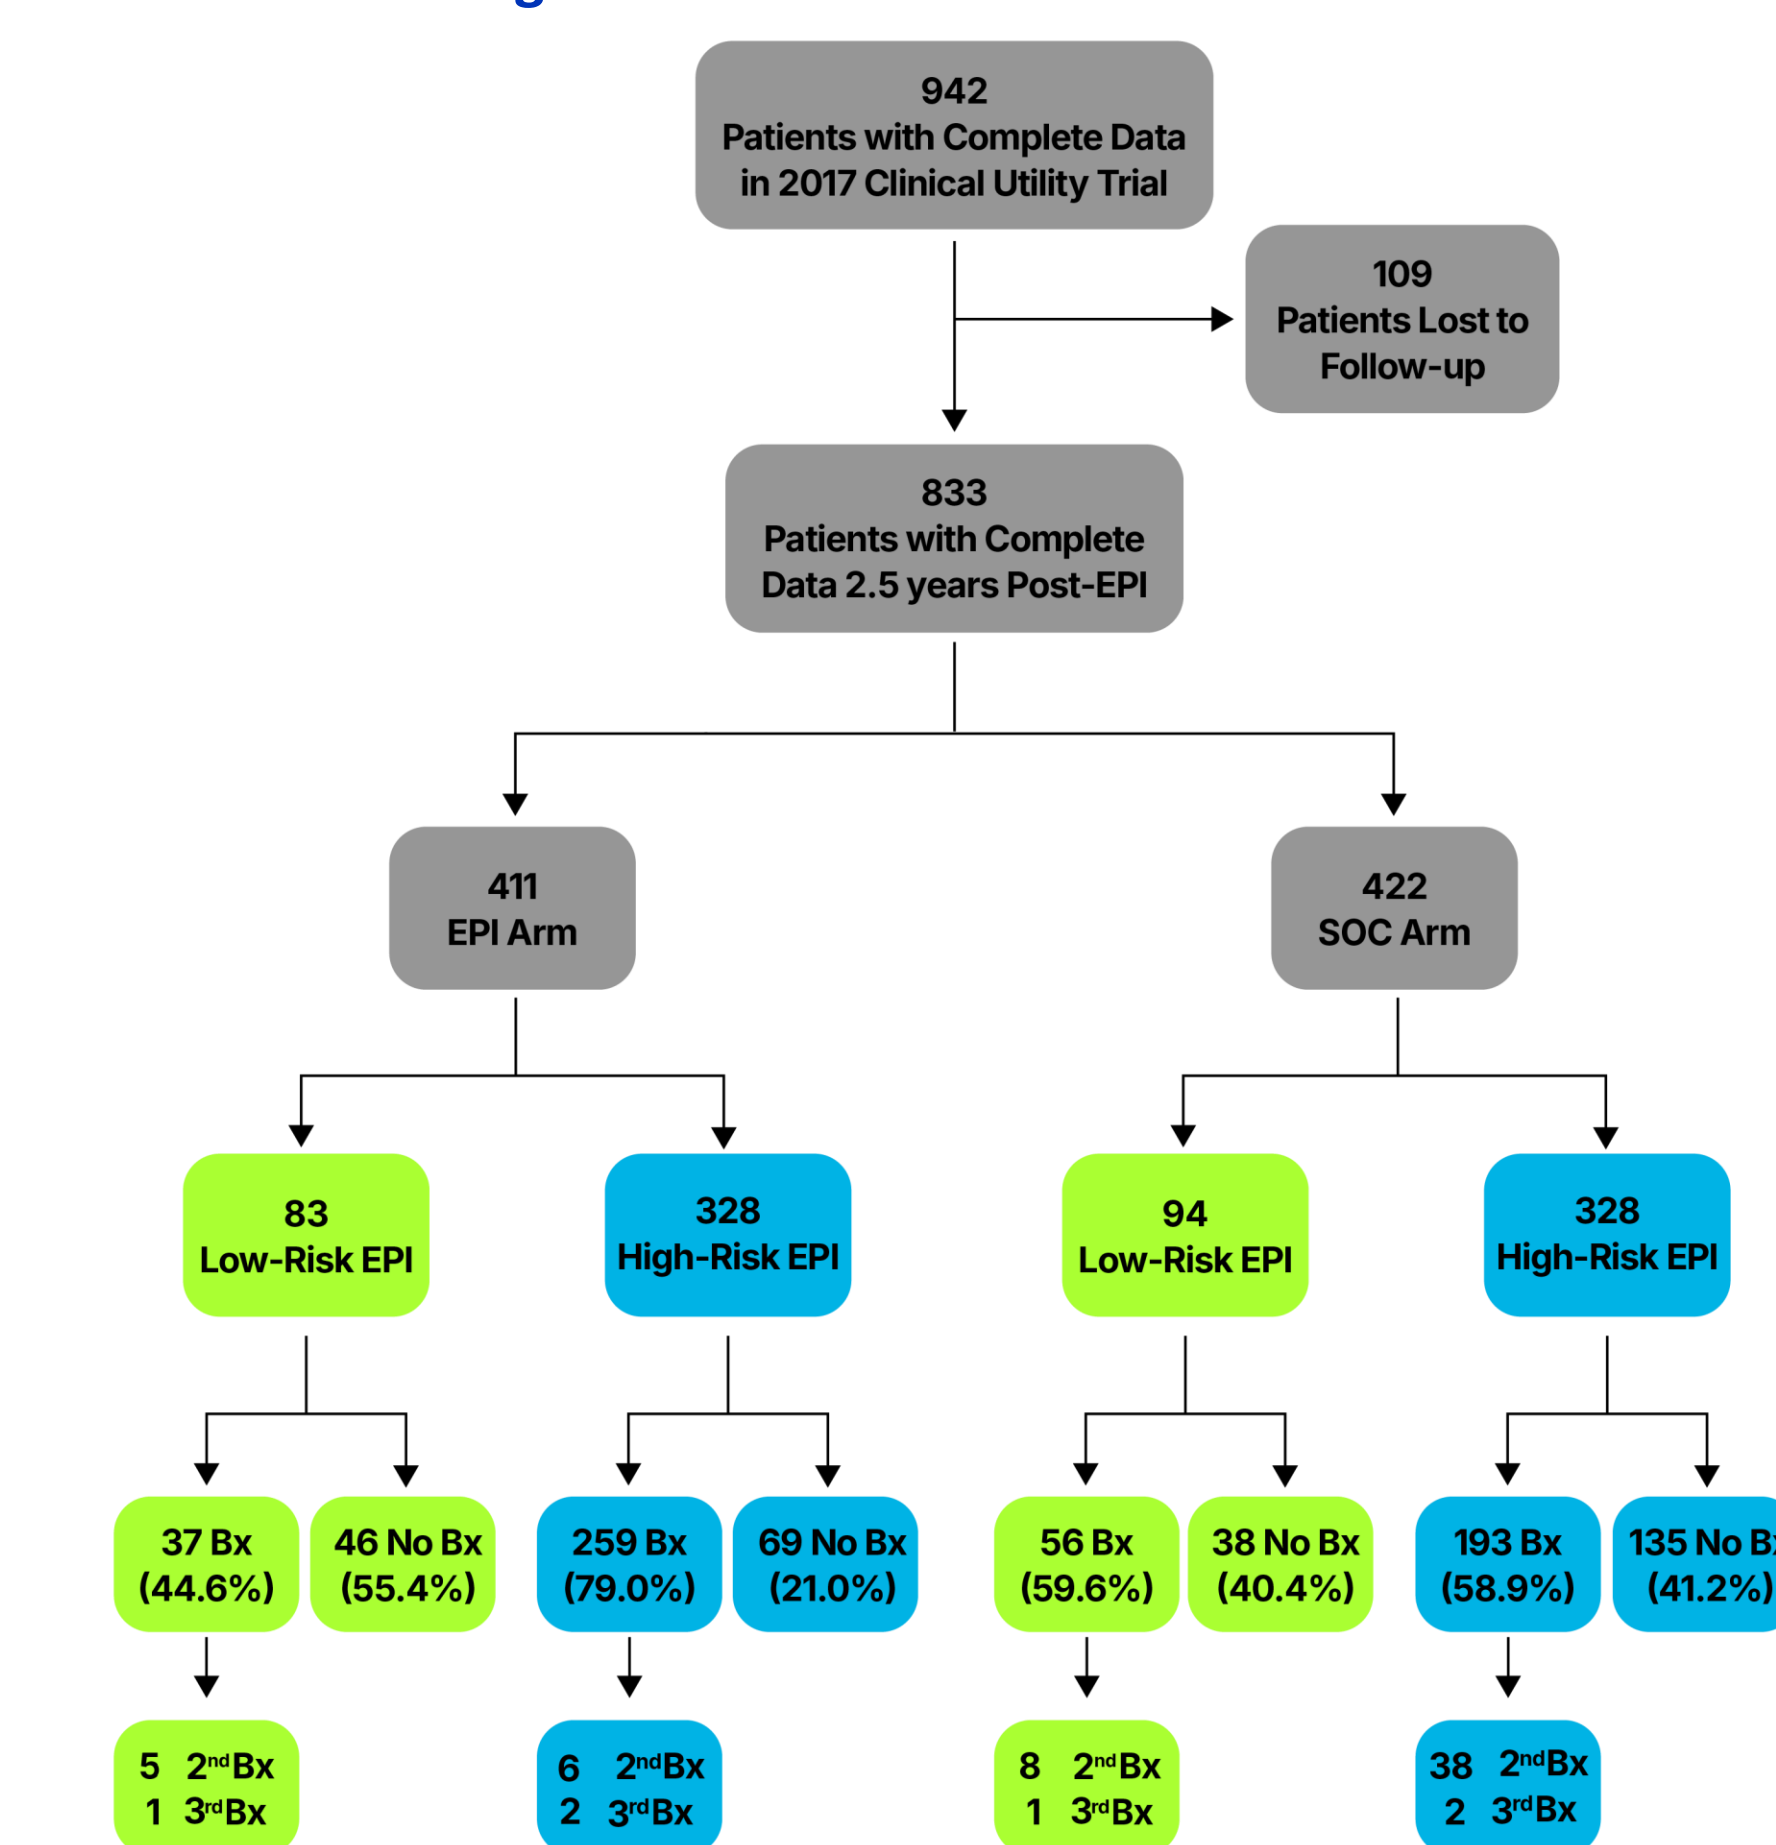 942
Patients with Complete Data
in 2017 Clinical Utility Trial
109
Patients Lost to
Follow-up
833
Patients with Complete
Data 2.5 years Post-EPI
411
EPI Arm
422
SOC Arm
83
Low-Risk EPI
328
High-Risk EPI
94
Low-Risk EPI
328
High-Risk EPI
37 Bx
(44.6%)
46 No Bx
(55.4%)
259 Bx
(79.0%)
69 No Bx
(21.0%)
56 Bx
(59.6%)
38 No Bx
(40.4%)
193 Bx
(58.9%)
135 No Bx
(41.2%)
5 2nd Bx
1 3rd Bx
6 2nd Bx
2 3rd Bx
8 2nd Bx
1 3rd Bx
38 2nd Bx
2 3rd Bx